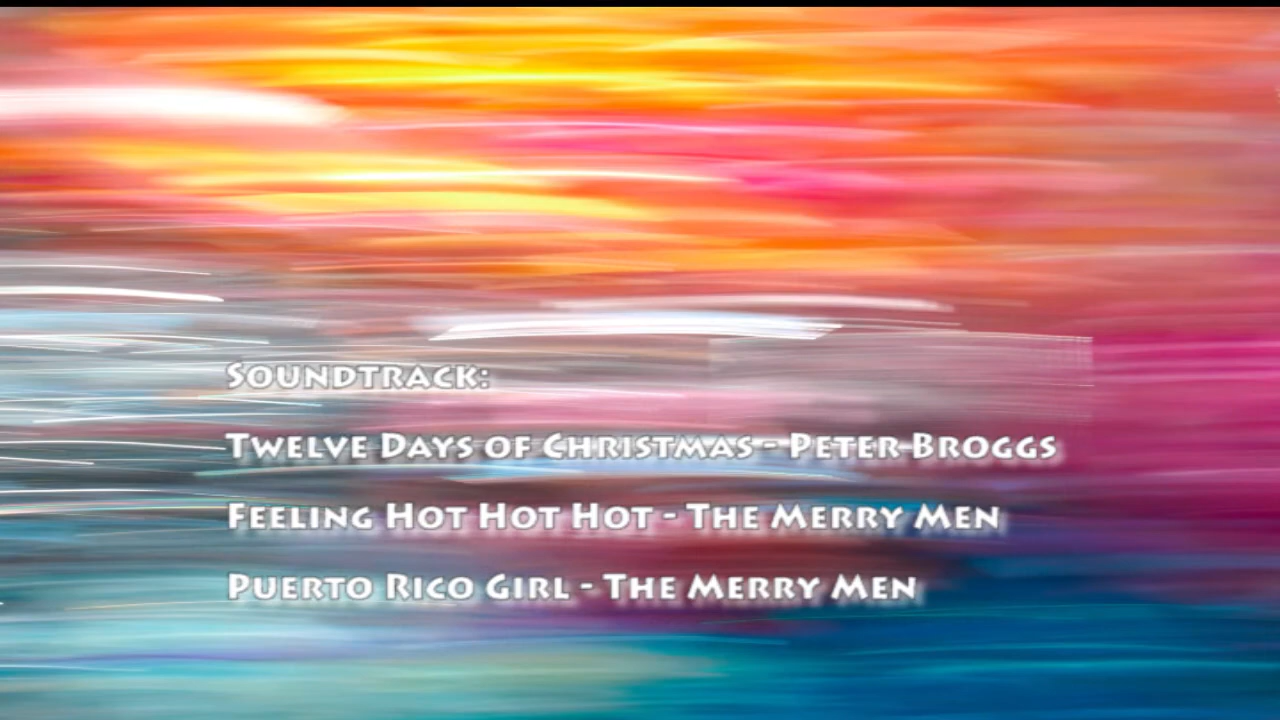 Soundtrack:
Twelve Days of Christmas - Peter Broggs
Feeling Hot Hot Hot - The Merry Men
Puerto Rico Girl - The Merry Men